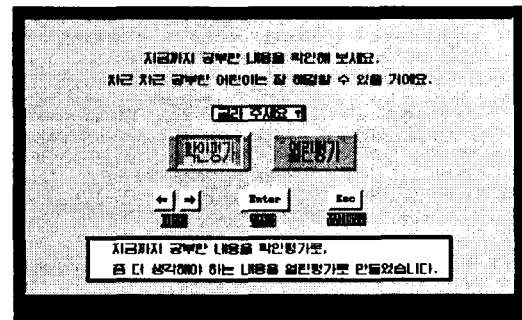 지금까지 공부한 내용을 확인해 보세요.
차근 차근 공부한 어린이는 잘 해결할 수 있을 거예요.
골라 주세요
확인평가 열린평가
← → Enter Esc
지금까지 공부한 내용을 확인평가로,
좀 더 생각해야 하는 내용을 열린평가로 만들었습니다.